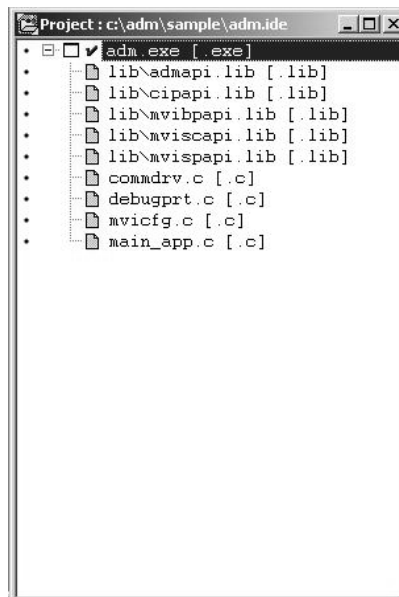 Project : c:\adm\sample\adm.ide
adm.exe [.exe]
lib\admapi.lib [.lib]
lib\cipapi.lib [.lib]
lib\mvibpapi.lib [.lib]
lib\mviscapi.lib [.lib]
lib\mvispapi.lib [.lib]
commdrv.c [.c]
debugprt.c [.c]
mvicfg.c [.c]
main_app.c [.c]